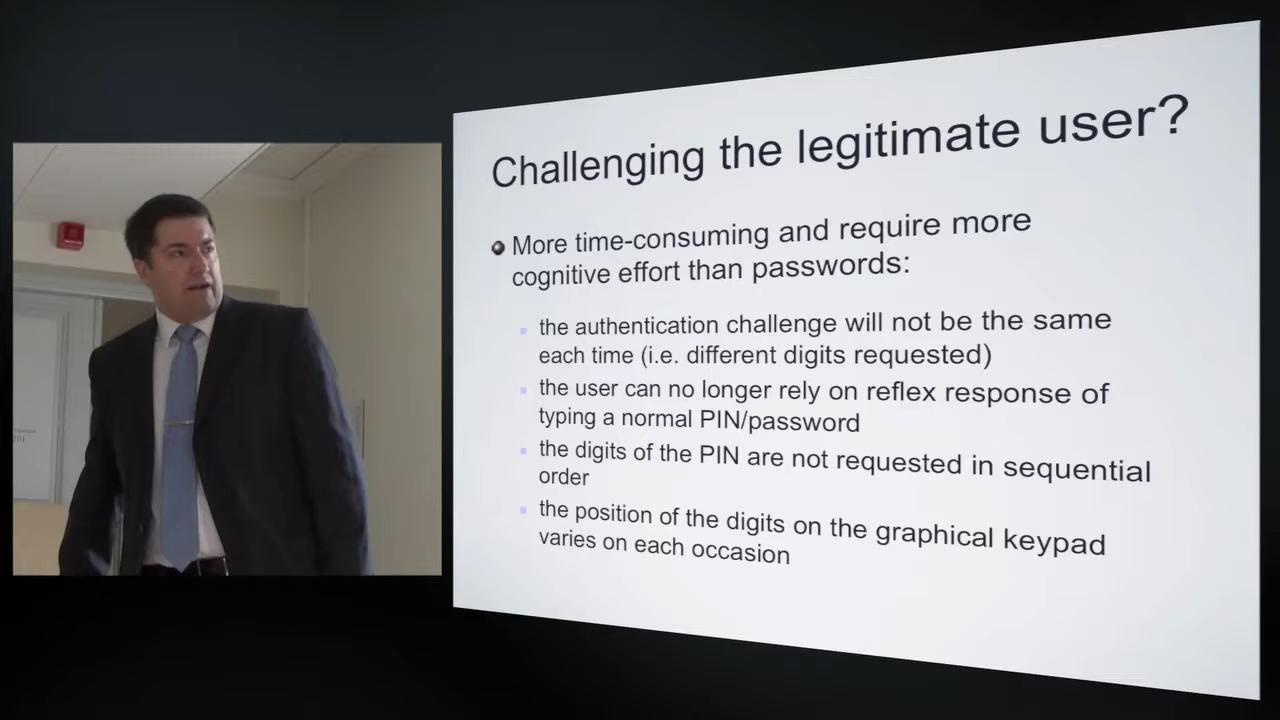 Challenging the legitimate user?
More time-consuming and require more
cognitive effort than passwords:
the authentication challenge will not be the same
each time (i.e. different digits requested)
the user can no longer rely on reflex response of
typing a normal PIN/password
the digits of the PIN are not requested in sequential
order
the position of the digits on the graphical keypad
varies on each occasion